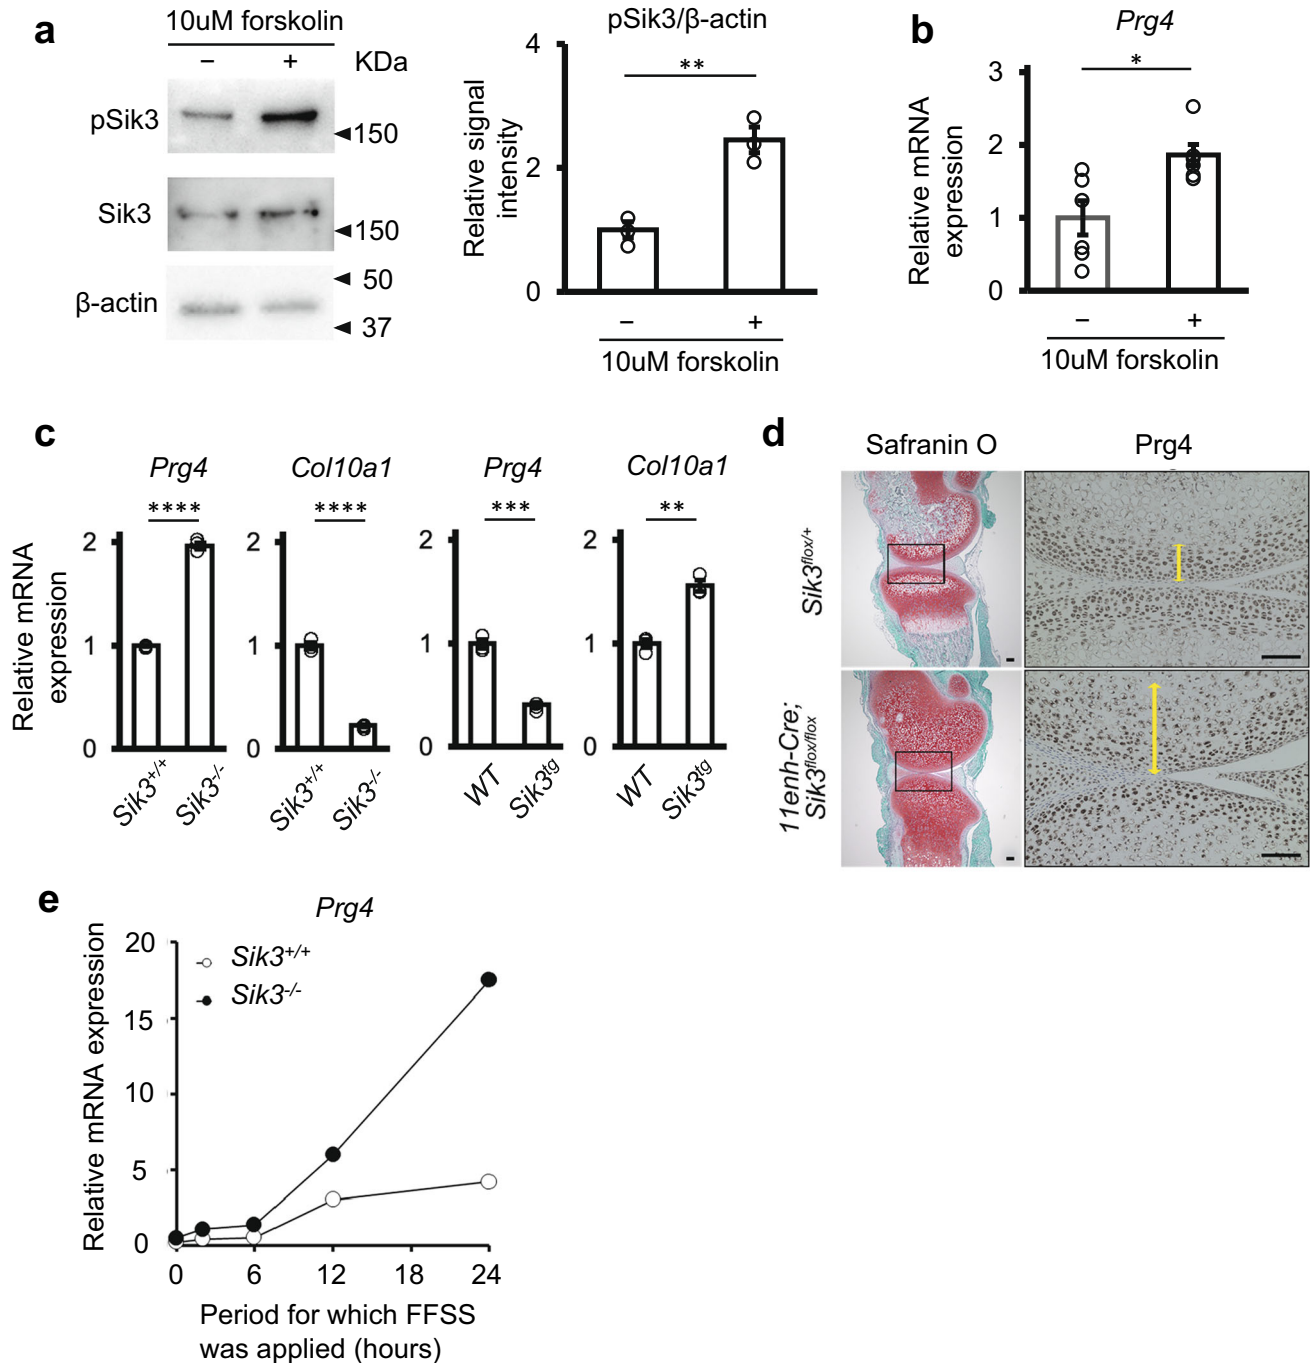 a
10uM forskolin
− + KDa
pSik3
◄150
Sik3
◄150
◄ 50
β-actin
◄ 37
pSik3/β-actin
Relative signal
intensity
4
2
0
**
− +
10uM forskolin
b
Prg4
Relative mRNA
expression
3
2
1
0
*
− +
10uM forskolin
c
Relative mRNA
expression
Prg4
****
2
1
0
Sik3+/+ Sik3-/-
Col10a1
****
2
1
0
Sik3+/+ Sik3-/-
Prg4
***
2
1
0
WT Sik3tg
Col10a1
**
2
1
0
WT Sik3tg
d
Safranin O Prg4
Sik3flox/+
11enh-Cre;
Sik3flox/flox
e
Prg4
Relative mRNA expression
20
15
10
5
0
Sik3+/+
Sik3-/-
0 6 12 18 24
Period for which FFSS
was applied (hours)